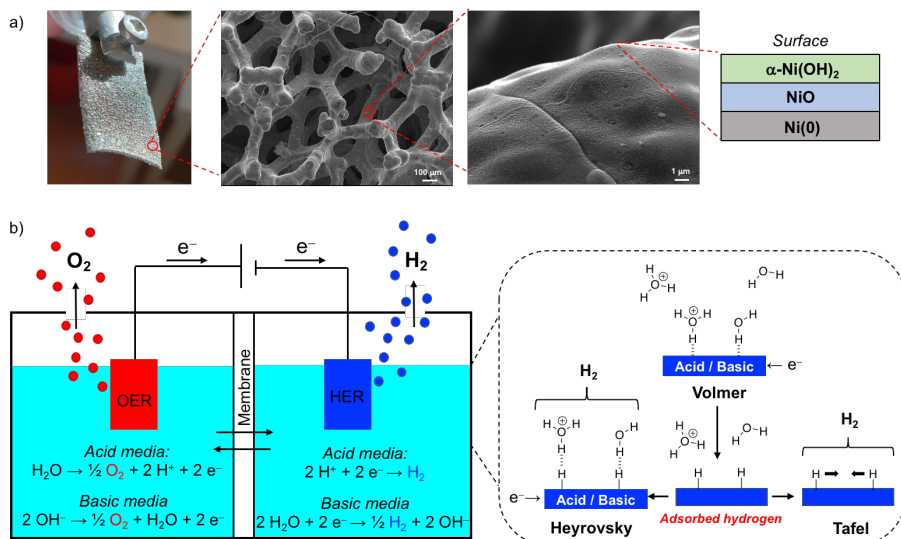 a)
Surface
α-Ni(OH)₂
NiO
Ni(0)
100 µm
1 µm
b)
e⁻
e⁻
O₂
H₂
OER
Membrane
HER
Acid media:
H₂O → ½ O₂ + 2 H⁺ + 2 e⁻
Basic media
2 OH⁻ → ½ O₂ + H₂O + 2 e⁻
Acid media:
2 H⁺ + 2 e⁻ → H₂
Basic media
2 H₂O + 2 e⁻ → ½ H₂ + 2 OH⁻
H H O ⊕ H
O H H
H H O ⊕ H
O H H
Acid / Basic
← e⁻
Volmer
H₂
H H O ⊕ H
O H H
H H
e⁻ →
Acid / Basic
Heyrovsky
H H O ⊕ H
O H H
H H
Adsorbed hydrogen
H₂
H H
Tafel